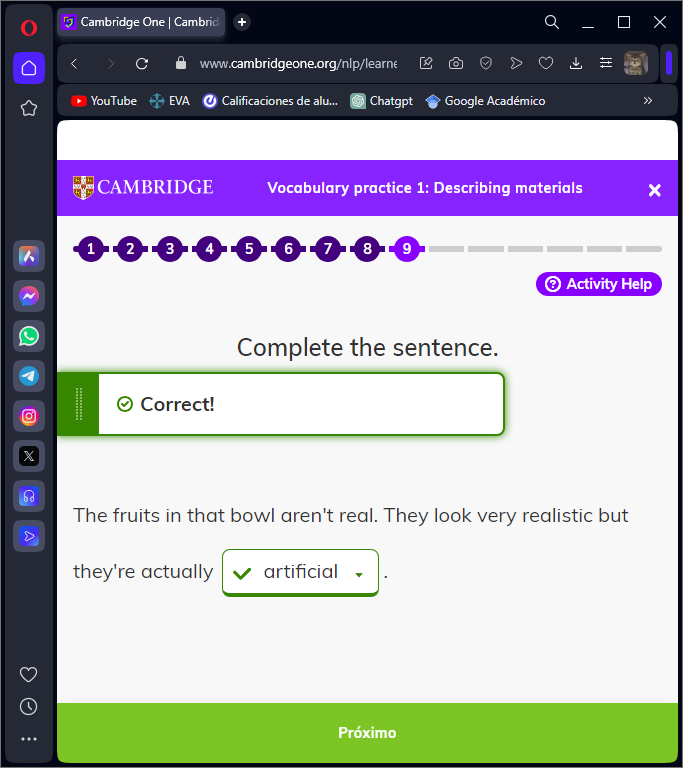 Cambridge One | Cambrid
www.cambridgeone.org/nlp/learne
YouTube EVA Calificaciones de alu... Chatgpt Google Académico »
CAMBRIDGE Vocabulary practice 1: Describing materials
1 2 3 4 5 6 7 8 9
Activity Help
Complete the sentence.
Correct!
The fruits in that bowl aren't real. They look very realistic but
they're actually artificial .
Próximo